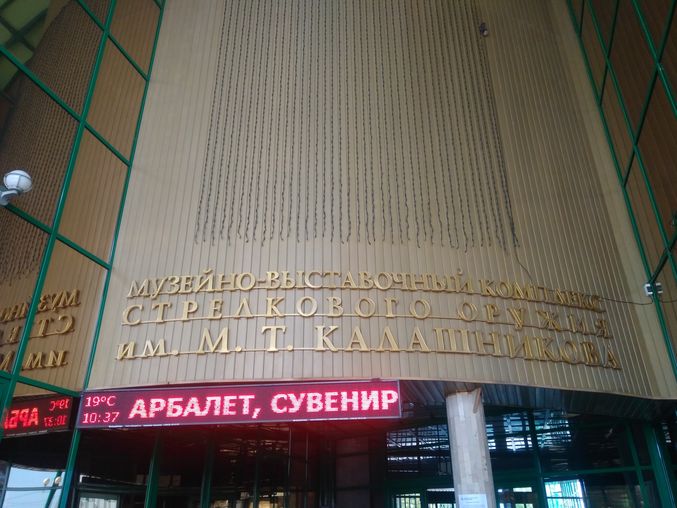 МУЗЕЙНО-ВЫСТАВОЧНЫЙ КОМПЛЕКС
СТРЕЛКОВОГО ОРУЖИЯ
ИМ. М. Т. КАЛАШНИКОВА
19°C
10:37
АРБАЛЕТ, СУВЕНИР